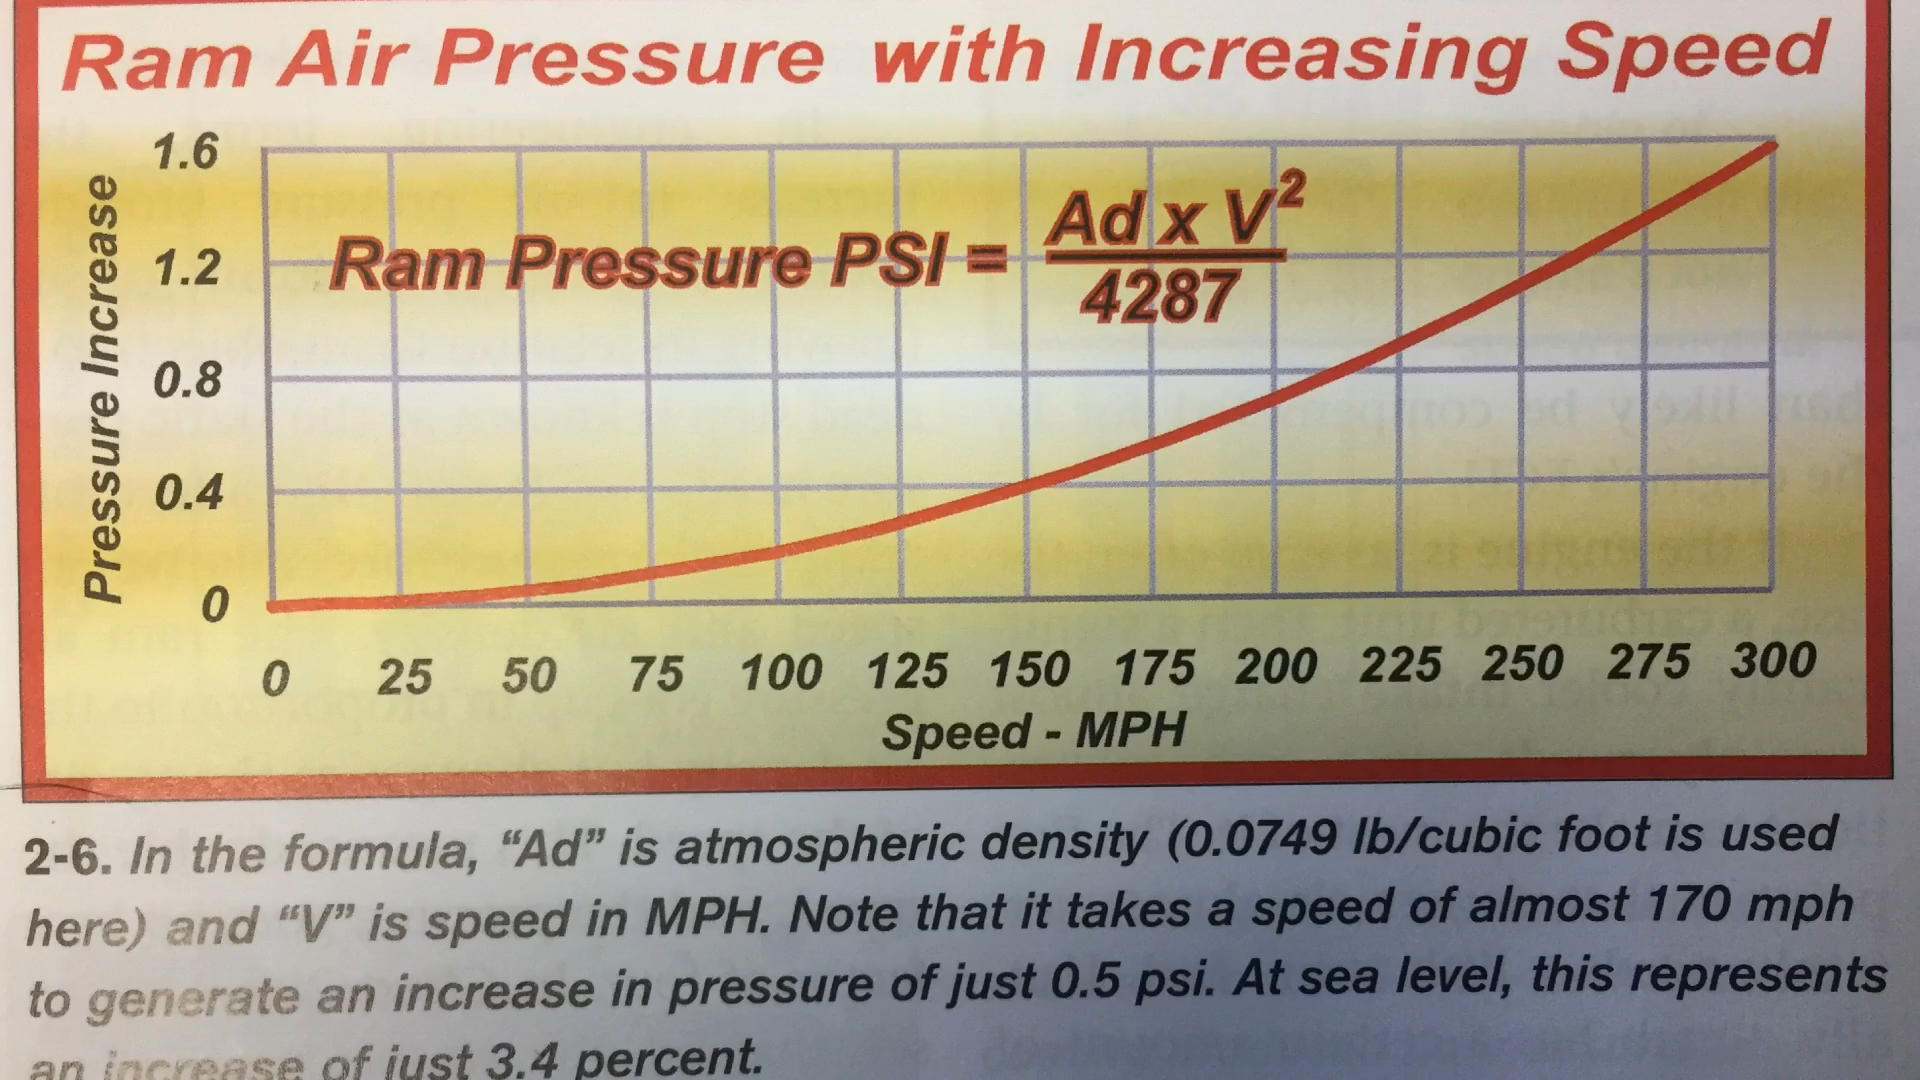 Ram Air Pressure with Increasing Speed
Pressure Increase
1.6
1.2
0.8
0.4
0
Ram Pressure PSI = Ad x V²
4287
0 25 50 75 100 125 150 175 200 225 250 275 300
Speed - MPH
2-6. In the formula, “Ad” is atmospheric density (0.0749 lb/cubic foot is used
here) and “V” is speed in MPH. Note that it takes a speed of almost 170 mph
to generate an increase in pressure of just 0.5 psi. At sea level, this represents
an increase of just 3.4 percent.